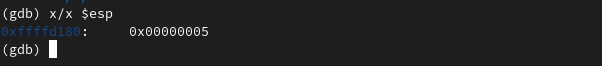 (gdb) x/x $esp
0xffffd180:     0x00000005
(gdb)